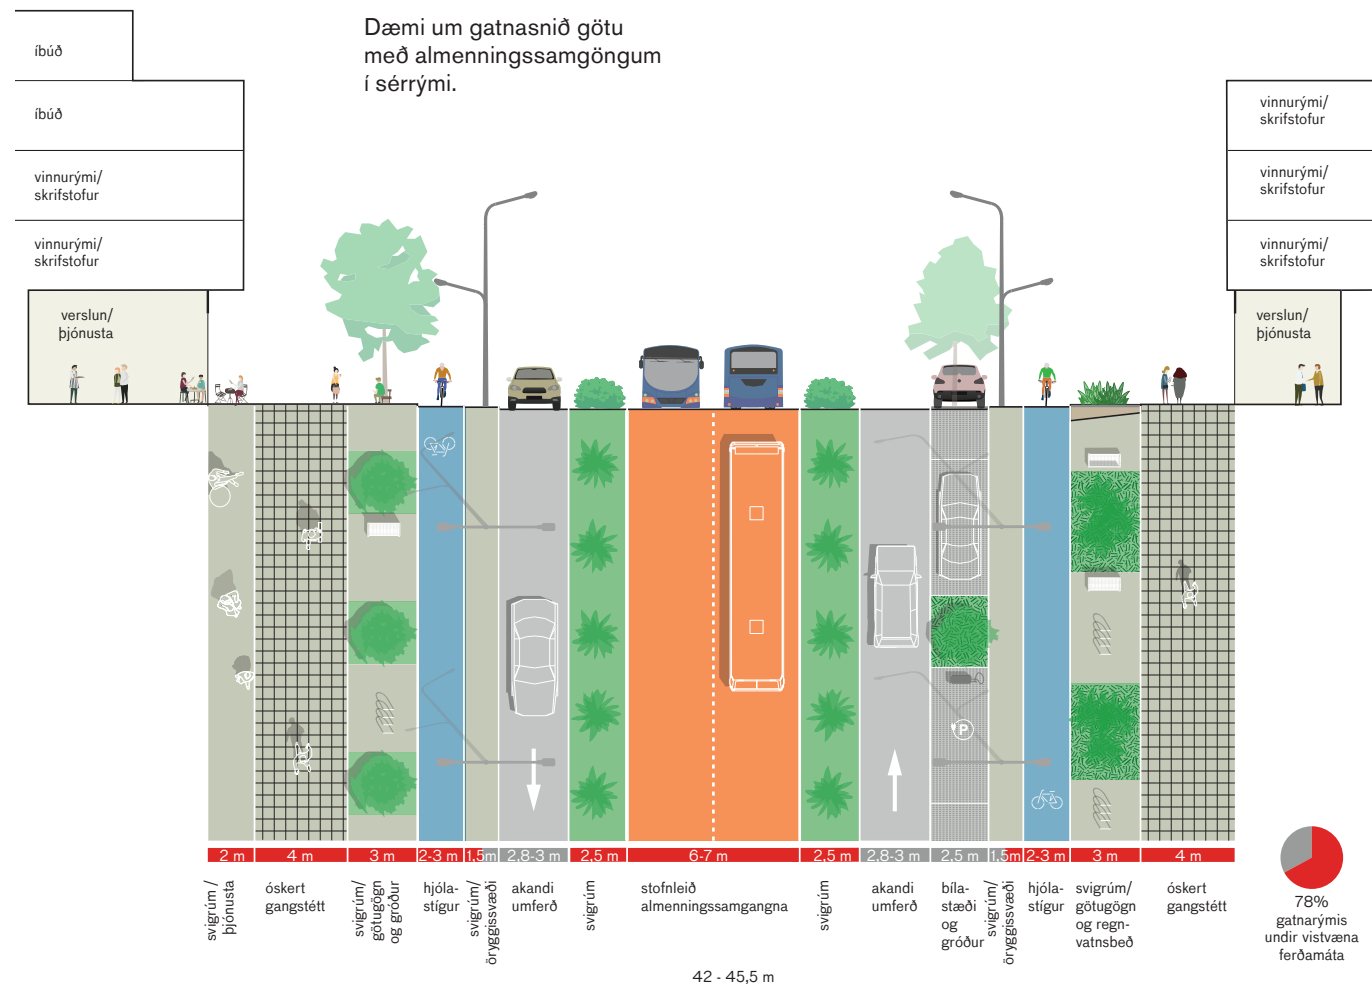 Dæmi um gatnasnið götu
með almenningssamgöngum
í sérrými.
íbúð
íbúð
vinnurými/
skrifstofur
vinnurými/
skrifstofur
verslun/
þjónusta
vinnurými/
skrifstofur
vinnurými/
skrifstofur
vinnurými/
skrifstofur
verslun/
þjónusta
P
2 m
4 m
3 m
2-3 m
1,5m
2,8-3 m
2,5 m
6-7 m
2,5 m
2,8-3 m
2,5 m
1,5m
2-3 m
3 m
4 m
svigrúm/
þjónusta
óskert
gangstétt
svigrúm/
götugögn
og gróður
hjóla-
stígur
svigrúm/
öryggissvæði
akandi
umferð
svigrúm
stofnleið
almenningssamgangna
svigrúm
akandi
umferð
bíla-
stæði
og
gróður
svigrúm/
öryggissvæði
hjóla-
stígur
svigrúm/
götugögn
og regn-
vatnsbeð
óskert
gangstétt
78%
gatnarýmis
undir vistvæna
ferðamáta
42 - 45,5 m